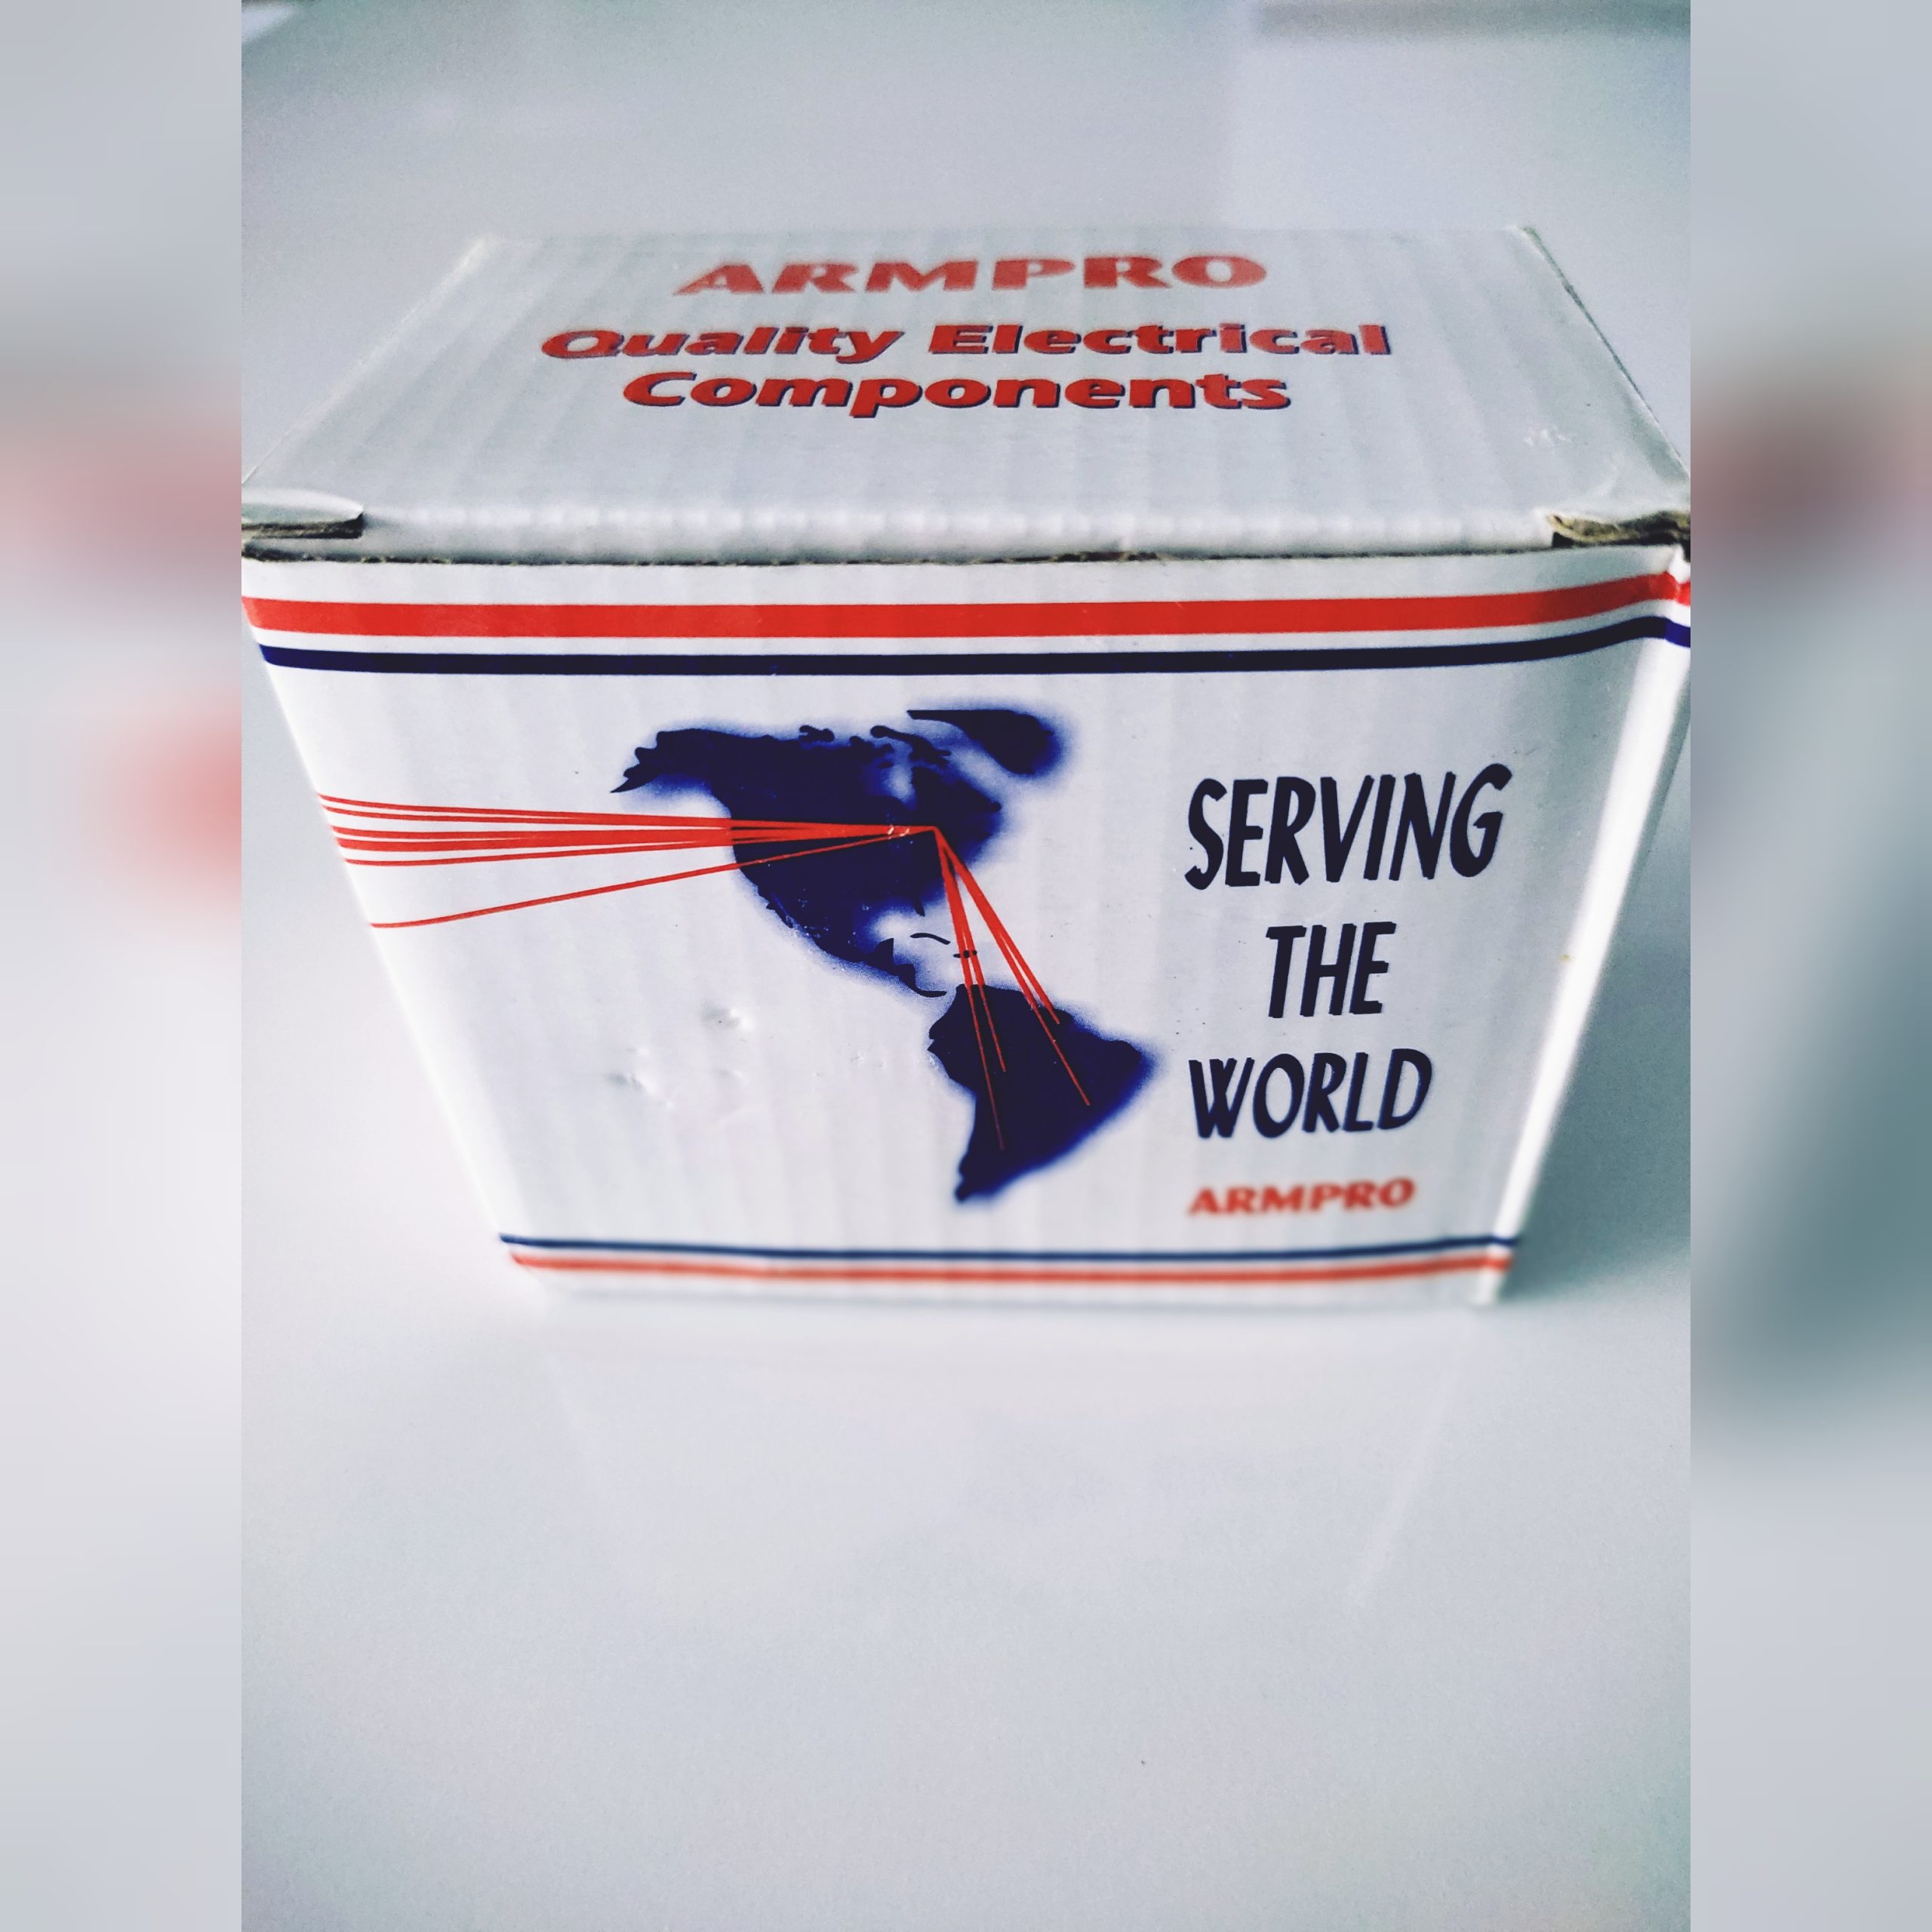 ARMPRO
Quality Electrical
Components
SERVING
THE
WORLD
ARMPRO